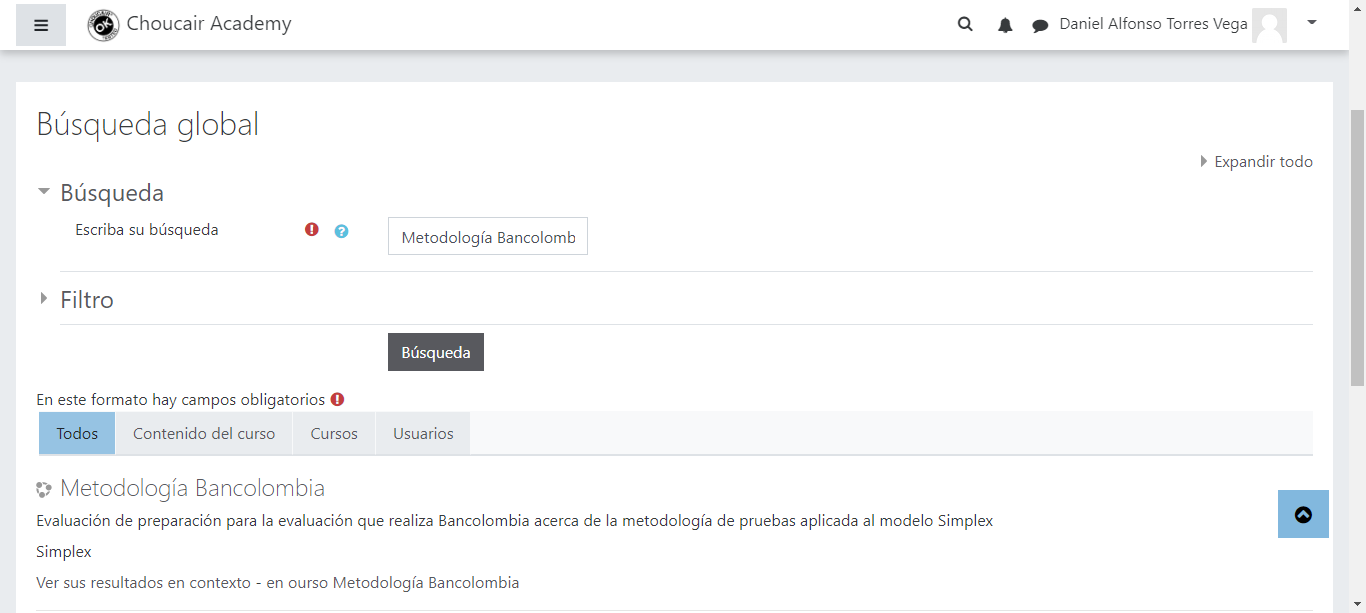 Choucair Academy
Daniel Alfonso Torres Vega
Búsqueda global
Expandir todo
Búsqueda
Escriba su búsqueda
Metodología Bancolomb
Filtro
Búsqueda
En este formato hay campos obligatorios
Todos Contenido del curso Cursos Usuarios
Metodología Bancolombia
Evaluación de preparación para la evaluación que realiza Bancolombia acerca de la metodología de pruebas aplicada al modelo Simplex
Simplex
Ver sus resultados en contexto - en ourso Metodología Bancolombia